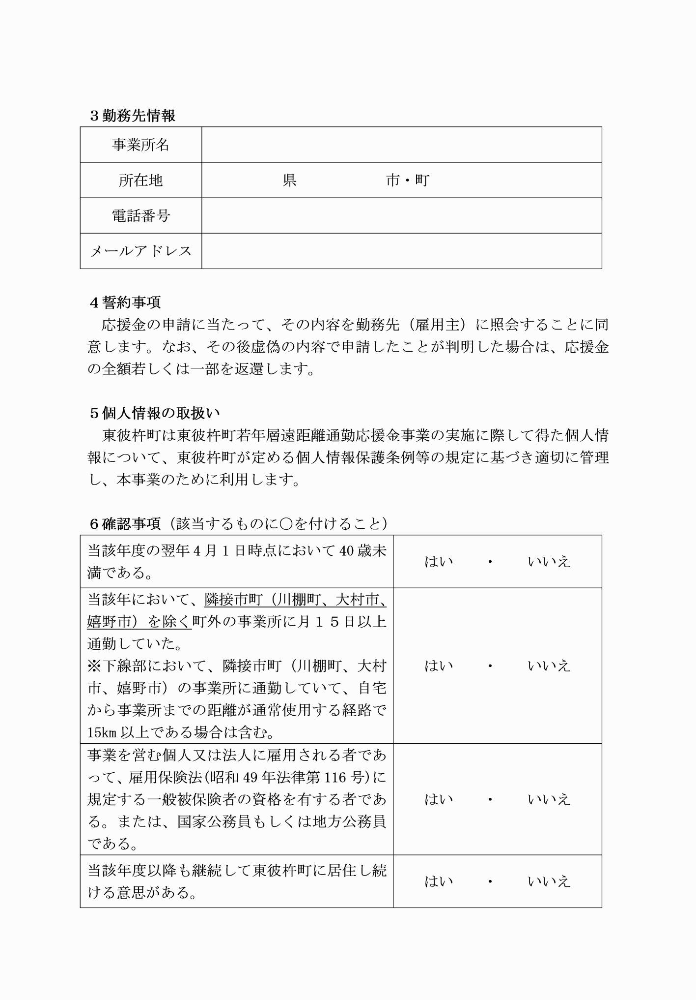 ３勤務先情報
事業所名
所在地　県　市・町
電話番号
メールアドレス
４誓約事項
　応援金の申請に当たって、その内容を勤務先（雇用主）に照会することに同
意します。なお、その後虚偽の内容で申請したことが判明した場合は、応援金
の全額若しくは一部を返還します。
５個人情報の取扱い
　東彼杵町は東彼杵町若年層遠距離通勤応援金事業の実施に際して得た個人情
報について、東彼杵町が定める個人情報保護条例等の規定に基づき適切に管理
し、本事業のために利用します。
６確認事項（該当するものに〇を付けること）
当該年度の翌年４月１日時点において 40 歳未
満である。
はい　・　いいえ
当該年において、隣接市町（川棚町、大村市、
嬉野市）を除く町外の事業所に月１５日以上
通勤していた。
※下線部において、隣接市町（川棚町、大村
市、嬉野市）の事業所に通勤していて、自宅
から事業所までの距離が通常使用する経路で
15km 以上である場合は含む。
はい　・　いいえ
事業を営む個人又は法人に雇用される者であ
って、雇用保険法(昭和 49 年法律第 116 号)に
規定する一般被保険者の資格を有する者であ
る。または、国家公務員もしくは地方公務員
である。
はい　・　いいえ
当該年度以降も継続して東彼杵町に居住し続
ける意思がある。
はい　・　いいえ